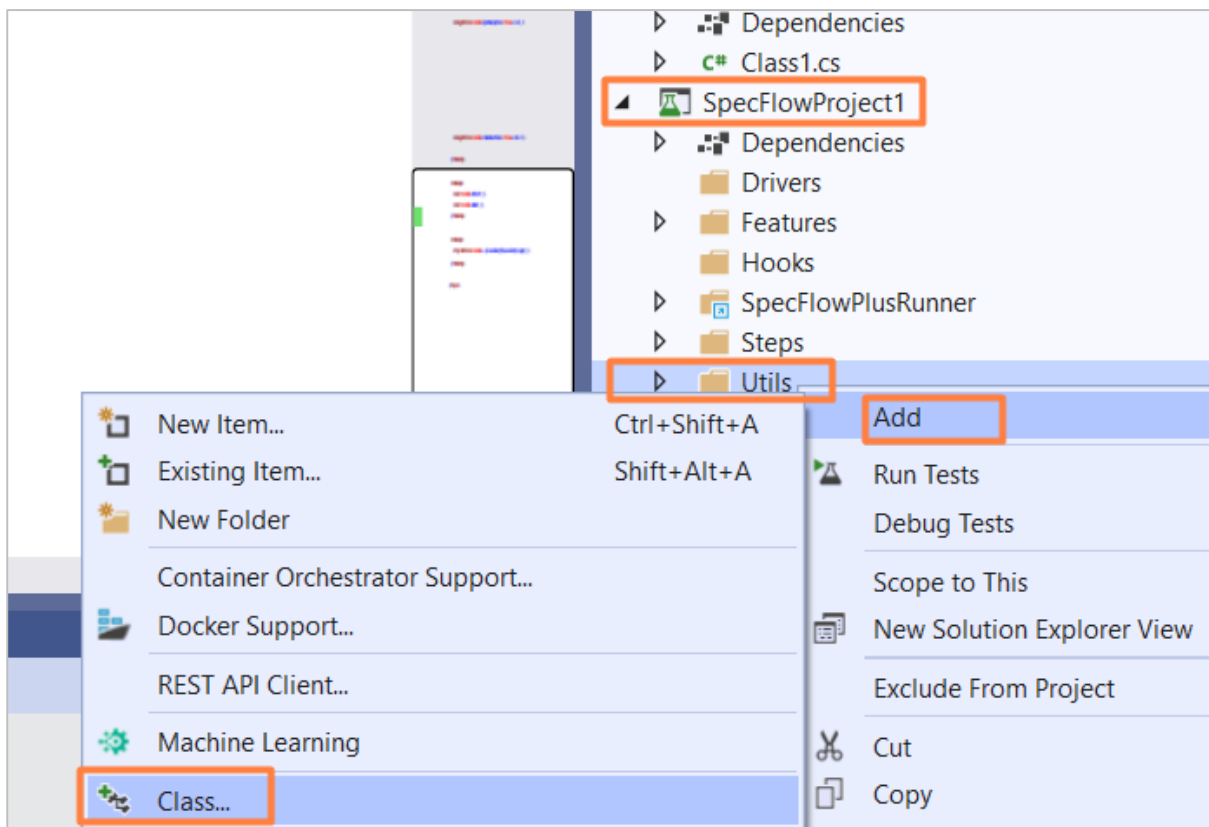 Dependencies
C# Class1.cs
SpecFlowProject1
Dependencies
Drivers
Features
Hooks
SpecFlowPlusRunner
Steps
Utils
New Item... Ctrl+Shift+A
Existing Item... Shift+Alt+A
New Folder
Container Orchestrator Support...
Docker Support...
REST API Client...
Machine Learning
Class...
Add
Run Tests
Debug Tests
Scope to This
New Solution Explorer View
Exclude From Project
Cut
Copy